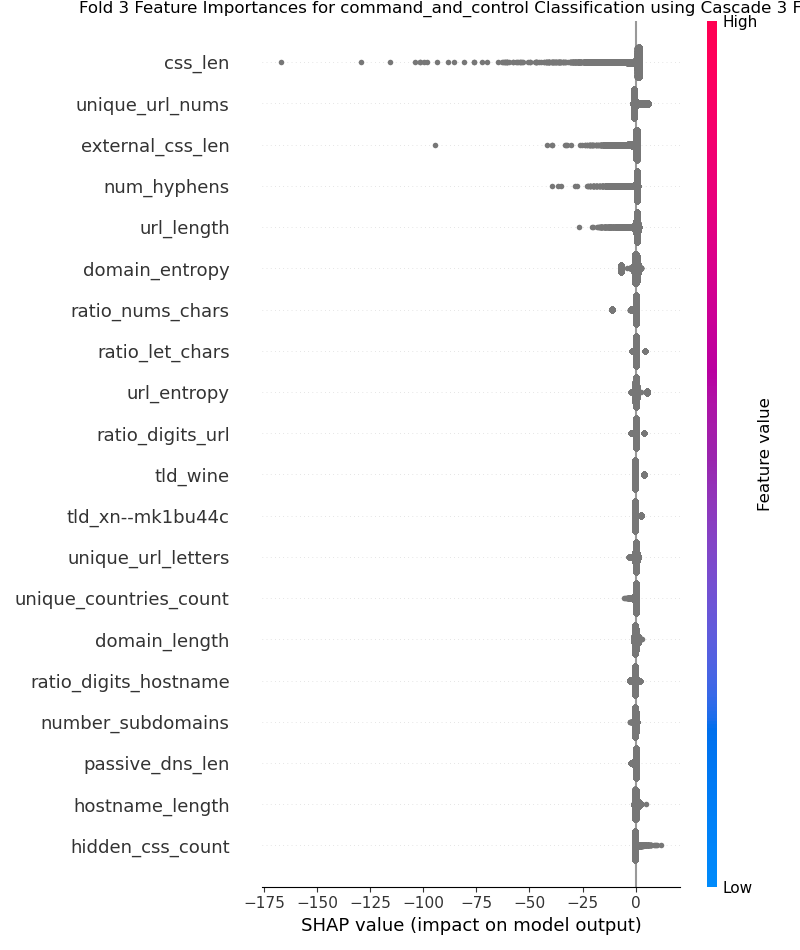 Fold 3 Feature Importances for command_and_control Classification using Cascade 3 F
High
css_len
unique_url_nums
external_css_len
num_hyphens
url_length
domain_entropy
ratio_nums_chars
ratio_let_chars
url_entropy
ratio_digits_url
tld_wine
tld_xn--mk1bu44c
unique_url_letters
unique_countries_count
domain_length
ratio_digits_hostname
number_subdomains
passive_dns_len
hostname_length
hidden_css_count
Feature value
Low
−175 −150 −125 −100 −75 −50 −25 0
SHAP value (impact on model output)